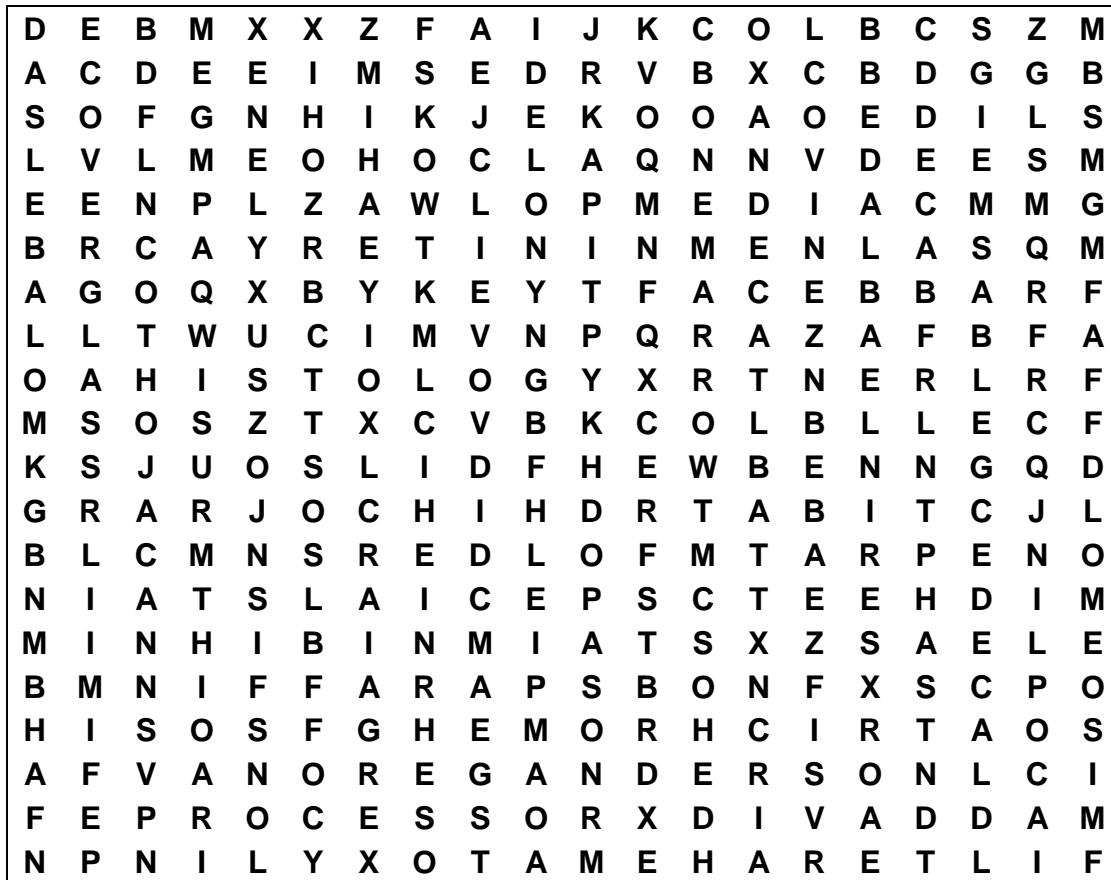 D E B M X X Z F A I J K C O L B C S Z M
A C D E E I M S E D R V B X C B D G G B
S O F G N H I K J E K O O A O E D I L S
L V L M E O H O C L A Q N N V D E E S M
E E N P L Z A W L O P M E D I A C M M G
B R C A Y R E T I N I N M E N L A S Q M
A G O Q X B Y K E Y T F A C E B B A R F
L L T W U C I M V N P Q R A Z A F B F A
O A H I S T O L O G Y X R T N E R L R F
M S O S Z T X C V B K C O L B L L E C F
K S J U O S L I D F H E W B E N N G Q D
G R A R J O C H I H D R T A B I T C J L
B L C M N S R E D L O F M T A R P E N O
N I A T S L A I C E P S C T E E H D I M
M I N H I B I N M I A T S X Z S A E L E
B M N I F F A R A P S B O N F X S C P O
H I S O S F G H E M O R H C I R T A O S
A F V A N O R E G A N D E R S O N L C I
F E P R O C E S S O R X D I V A D D A M
N P N I L Y X O T A M E H A R E T L I F